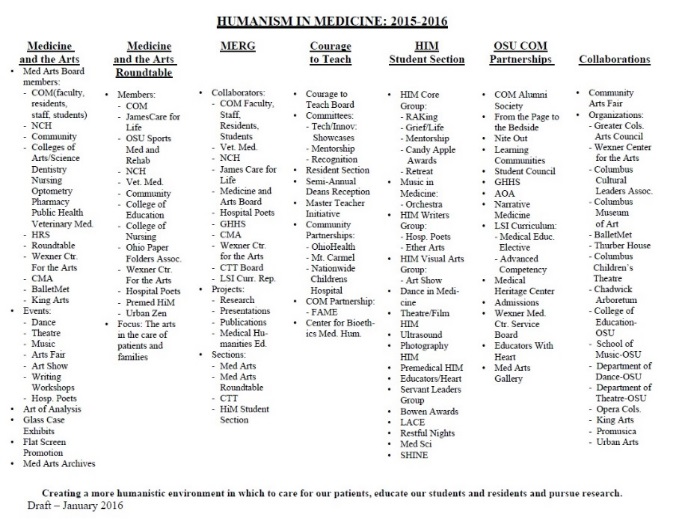 HUMANISM IN MEDICINE: 2015-2016
Medicine
and the Arts
• Med Arts Board
members:
- COM(faculty,
residents,
staff, students)
- NCH
- Community
- Colleges of
Arts/Science
Dentistry
Nursing
Optometry
Pharmacy
Public Health
Veterinary Med.
- HRS
- Roundtable
- Wexner Ctr.
For the Arts
- CMA
- BalletMet
- King Arts
• Events:
- Dance
- Theatre
- Music
- Arts Fair
- Art Show
- Writing
Workshops
- Hosp. Poets
• Art of Analysis
• Glass Case
Exhibits
• Flat Screen
Promotion
• Med Arts Archives
Medicine
and the Arts
Roundtable
• Members:
- COM
- JamesCare for
Life
- OSU Sports
Med and
Rehab
- NCH
- Vet. Med.
- Community
- College of
Education
- College of
Nursing
- Ohio Paper
Folders Assoc.
- Wexner Ctr.
For the Arts
- Hospital Poets
- Premed HiM
- Urban Zen
• Focus: The arts
in the care of
patients and
families
MERG
• Collaborators:
- COM Faculty,
Staff,
Residents,
Students
- Vet. Med.
- NCH
- James Care for
Life
- Medicine and
Arts Board
- Hospital Poets
- GHHS
- CMA
- Wexner Ctr.
for the Arts
- CTT Board
- LSI Curr. Rep.
• Projects:
- Research
- Presentations
- Publications
- Medical Hu-
manities Ed.
• Sections:
- Med Arts
- Med Arts
Roundtable
- CTT
- HiM Student
Section
Courage
to Teach
• Courage to
Teach Board
• Committees:
- Tech/Innov:
Showcases
- Mentorship
- Recognition
• Resident Section
• Semi-Annual
Deans Reception
• Master Teacher
Initiative
• Community
Partnerships:
- OhioHealth
- Mt. Carmel
- Nationwide
Childrens
Hospital
• COM Partnership:
- FAME
• Center for Bioeth-
ics Med. Hum.
HIM
Student Section
• HIM Core
Group:
- RAKing
- Grief/Life
- Mentorship
- Candy Apple
Awards
- Retreat
• Music in
Medicine:
- Orchestra
• HIM Writers
Group:
- Hosp. Poets
- Ether Arts
• HIM Visual Arts
Group:
- Art Show
• Dance in Medi-
cine
• Theatre/Film
HIM
• Ultrasound
• Photography
HIM
• Premedical HIM
• Educators/Heart
• Servant Leaders
Group
• Bowen Awards
• LACE
• Restful Nights
• Med Sci
• SHINE
OSU COM
Partnerships
• COM Alumni
Society
• From the Page to
the Bedside
• Nite Out
• Learning
Communities
• Student Council
• GHHS
• AOA
• Narrative
Medicine
• LSI Curriculum:
- Medical Educ.
Elective
- Advanced
Competency
• Medical
Heritage Center
• Admissions
• Wexner Med.
Ctr. Service
Board
• Educators With
Heart
• Med Arts
Gallery
Collaborations
• Community
Arts Fair
• Organizations:
- Greater Cols.
Arts Council
- Wexner Center
for the Arts
- Columbus
Cultural
Leaders Assoc.
- Columbus
Museum
of Art
- BalletMet
- Thurber House
- Columbus
Children's
Theatre
- Chadwick
Arboretum
- College of
Education-
OSU
- School of
Music-OSU
- Department of
Dance-OSU
- Department of
Theatre-OSU
- Opera Cols.
- King Arts
- Promusica
- Urban Arts
Creating a more humanistic environment in which to care for our patients, educate our students and residents and pursue research.
Draft – January 2016